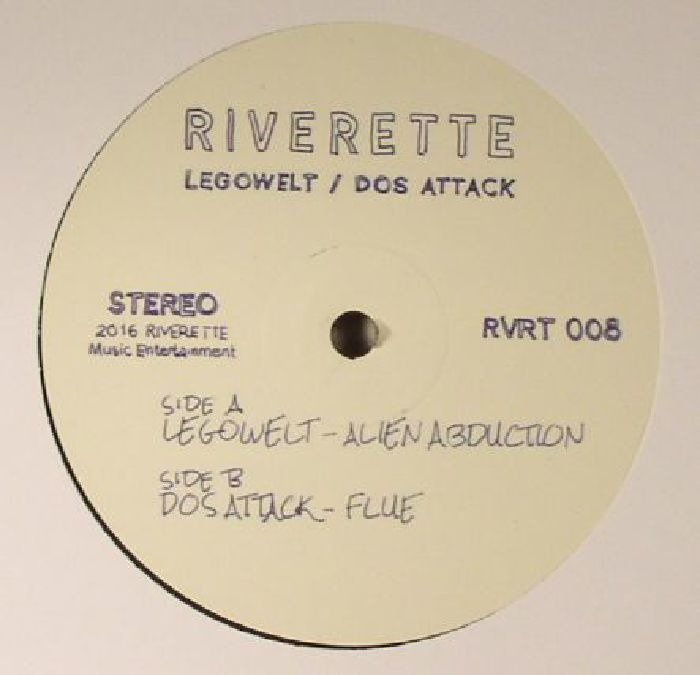 RIVERETTE
LEGOWELT / DOS ATTACK
STEREO
2016 RIVERETTE
Music Entertainment
RVRT 008
SIDE A
LEGOWELT - ALIEN ABDUCTION
SIDE B
DOS ATTACK - FLUE